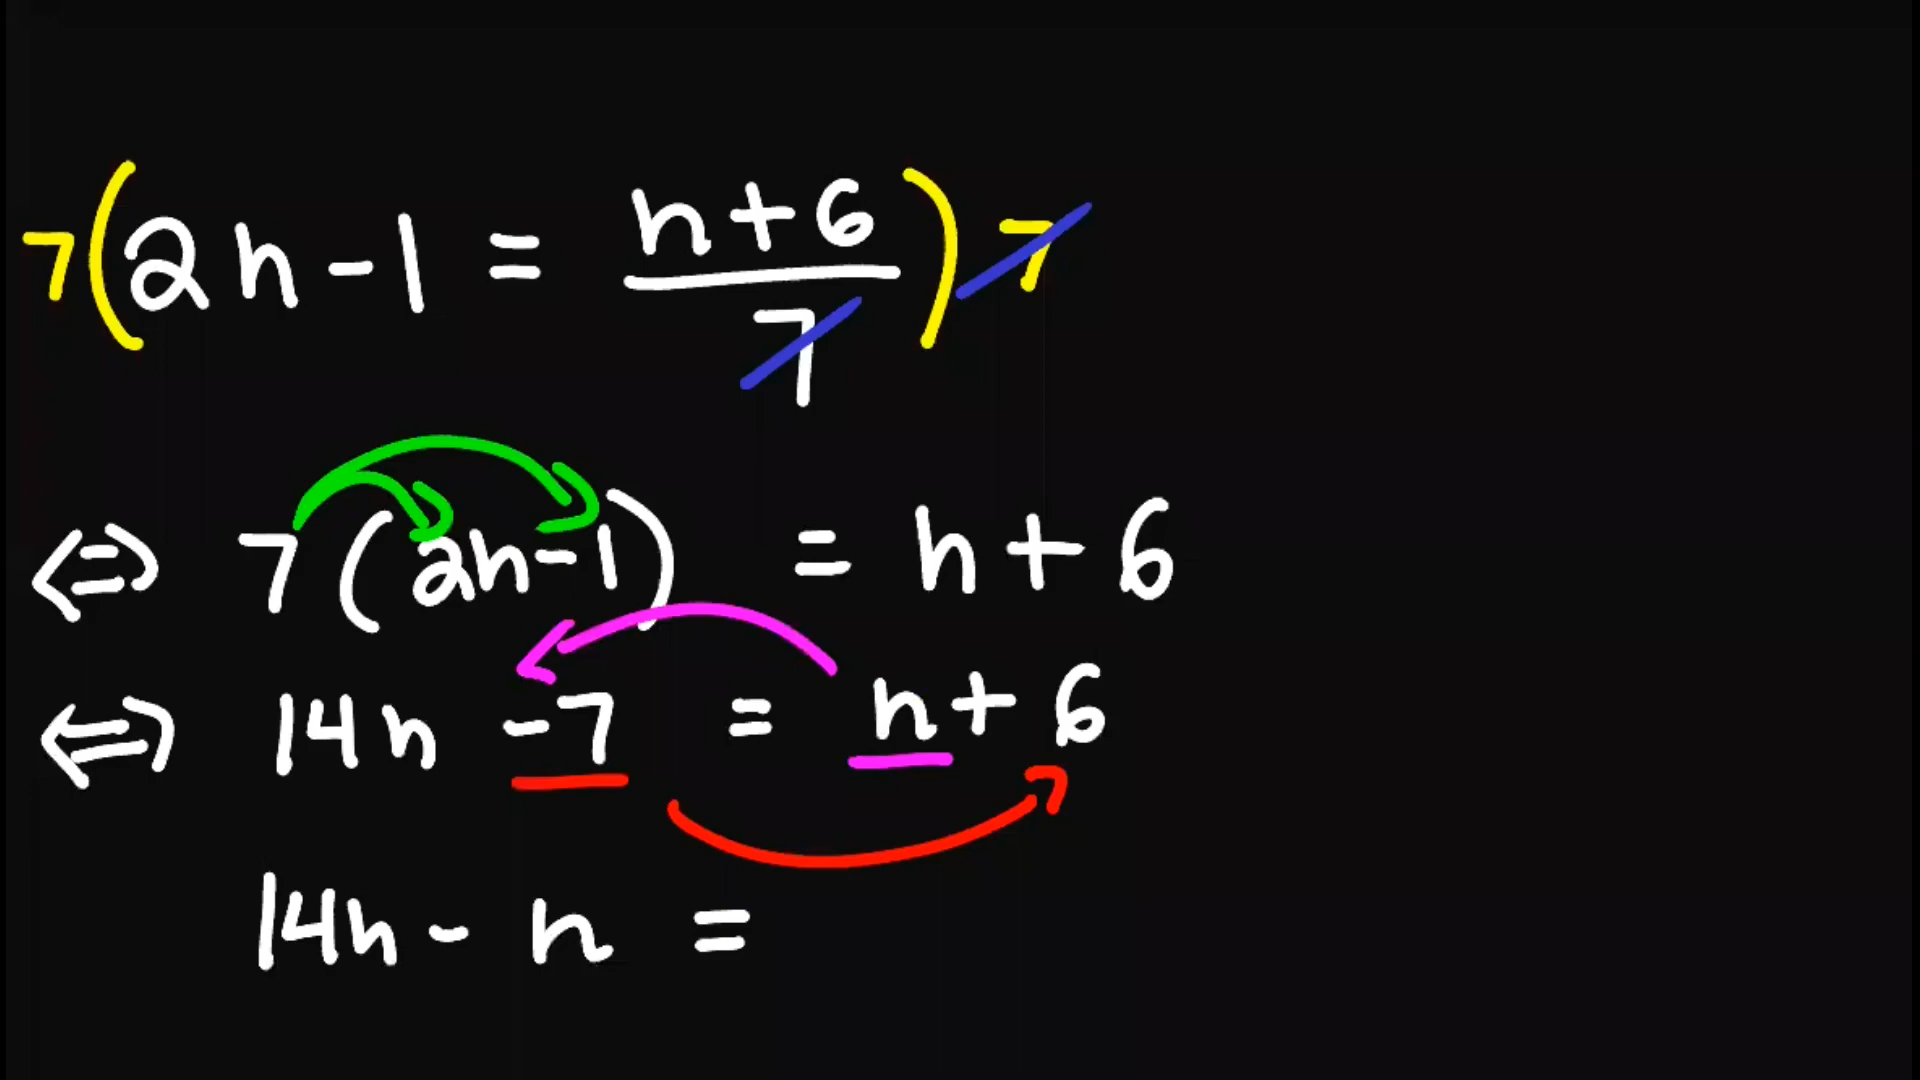 7(2n-1 = (n+6)/7) 7
⇔ 7(2n-1) = n+6
⇔ 14n -7 = n+6
14n - n =